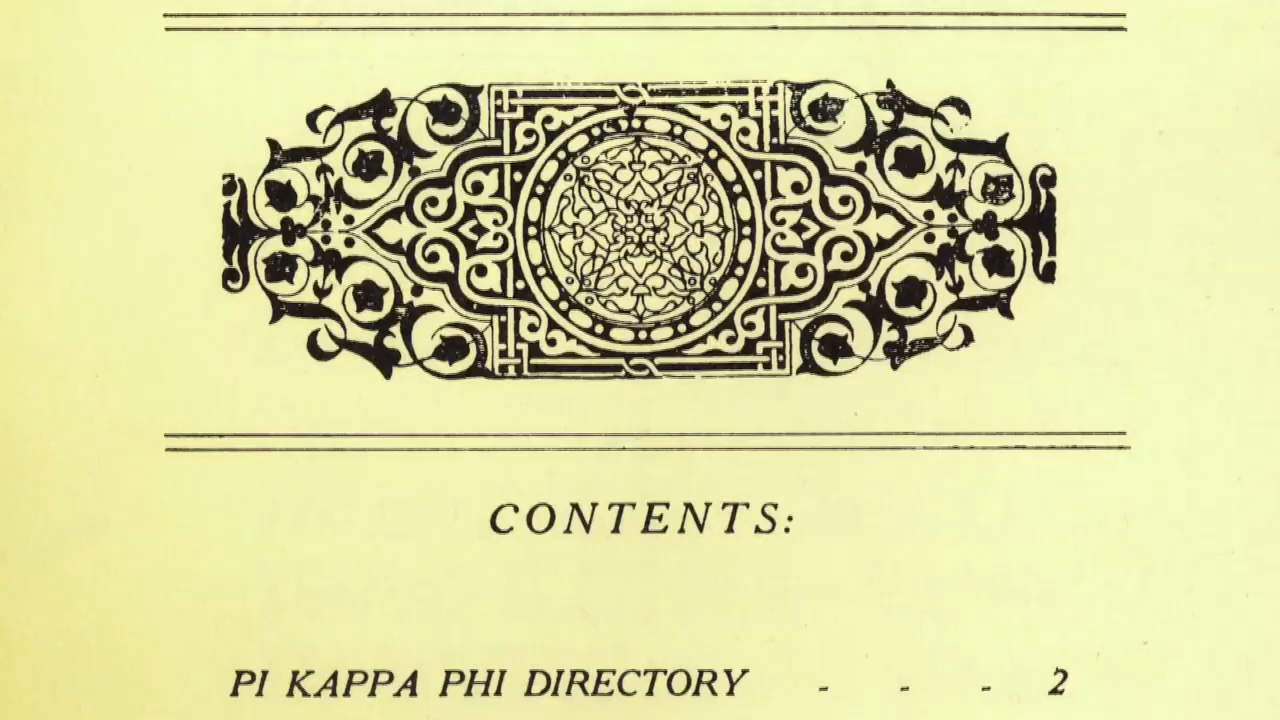 CONTENTS:
PI KAPPA PHI DIRECTORY - - - 2